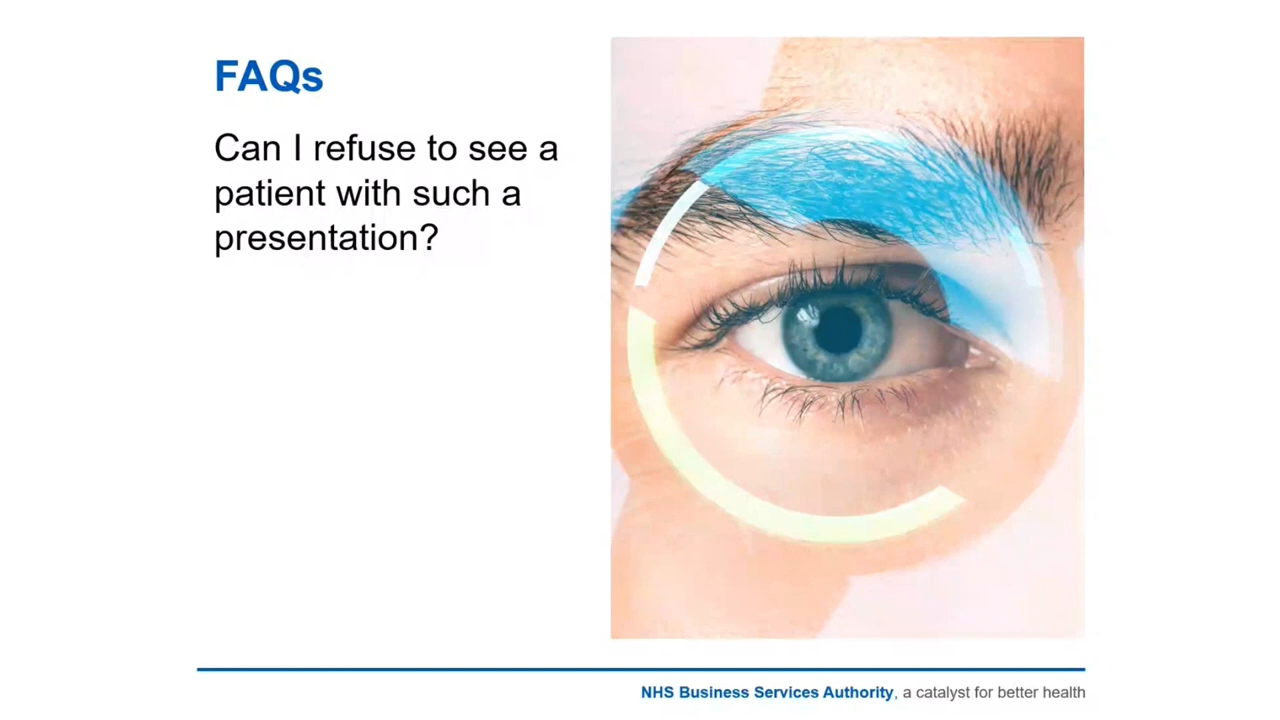 FAQs
Can I refuse to see a
patient with such a
presentation?
NHS Business Services Authority, a catalyst for better health